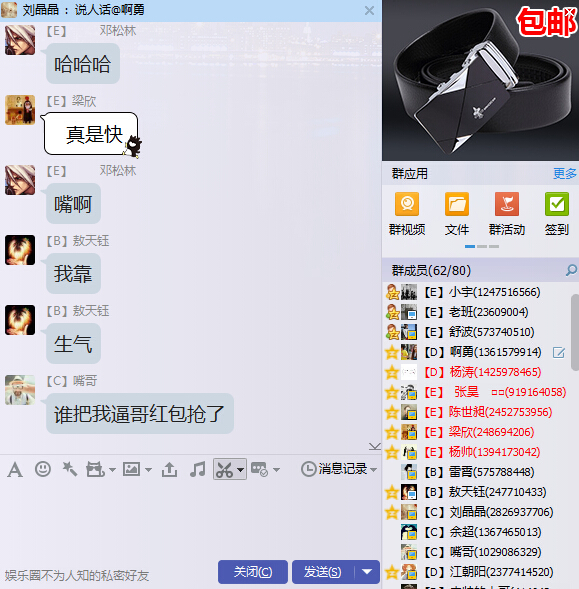 刘晶晶 : 说人话@啊勇
【E】 邓松林
哈哈哈
【E】梁欣
真是快
【E】 邓松林
嘴啊
【B】敖天钰
我靠
【B】敖天钰
生气
【C】嘴哥
谁把我逼哥红包抢了
消息记录
娱乐圈不为人知的私密好友
关闭(C)
发送(S)
包邮
群应用
更多
群视频
文件
群活动
签到
群成员(62/80)
【E】小宇(1247516566)
【E】老班(23609004)
【E】舒波(573740510)
【D】啊勇(1361579914)
【D】杨涛(1425978465)
【E】 张昊 (919164058)
【E】陈世昶(2452753956)
【E】梁欣(248694206)
【E】杨帅(1394173042)
【B】雷霄(575788448)
【B】敖天钰(247710433)
【C】刘晶晶(2826937706)
【C】余超(1367465013)
【C】嘴哥(1029086329)
【D】江朝阳(2377414520)